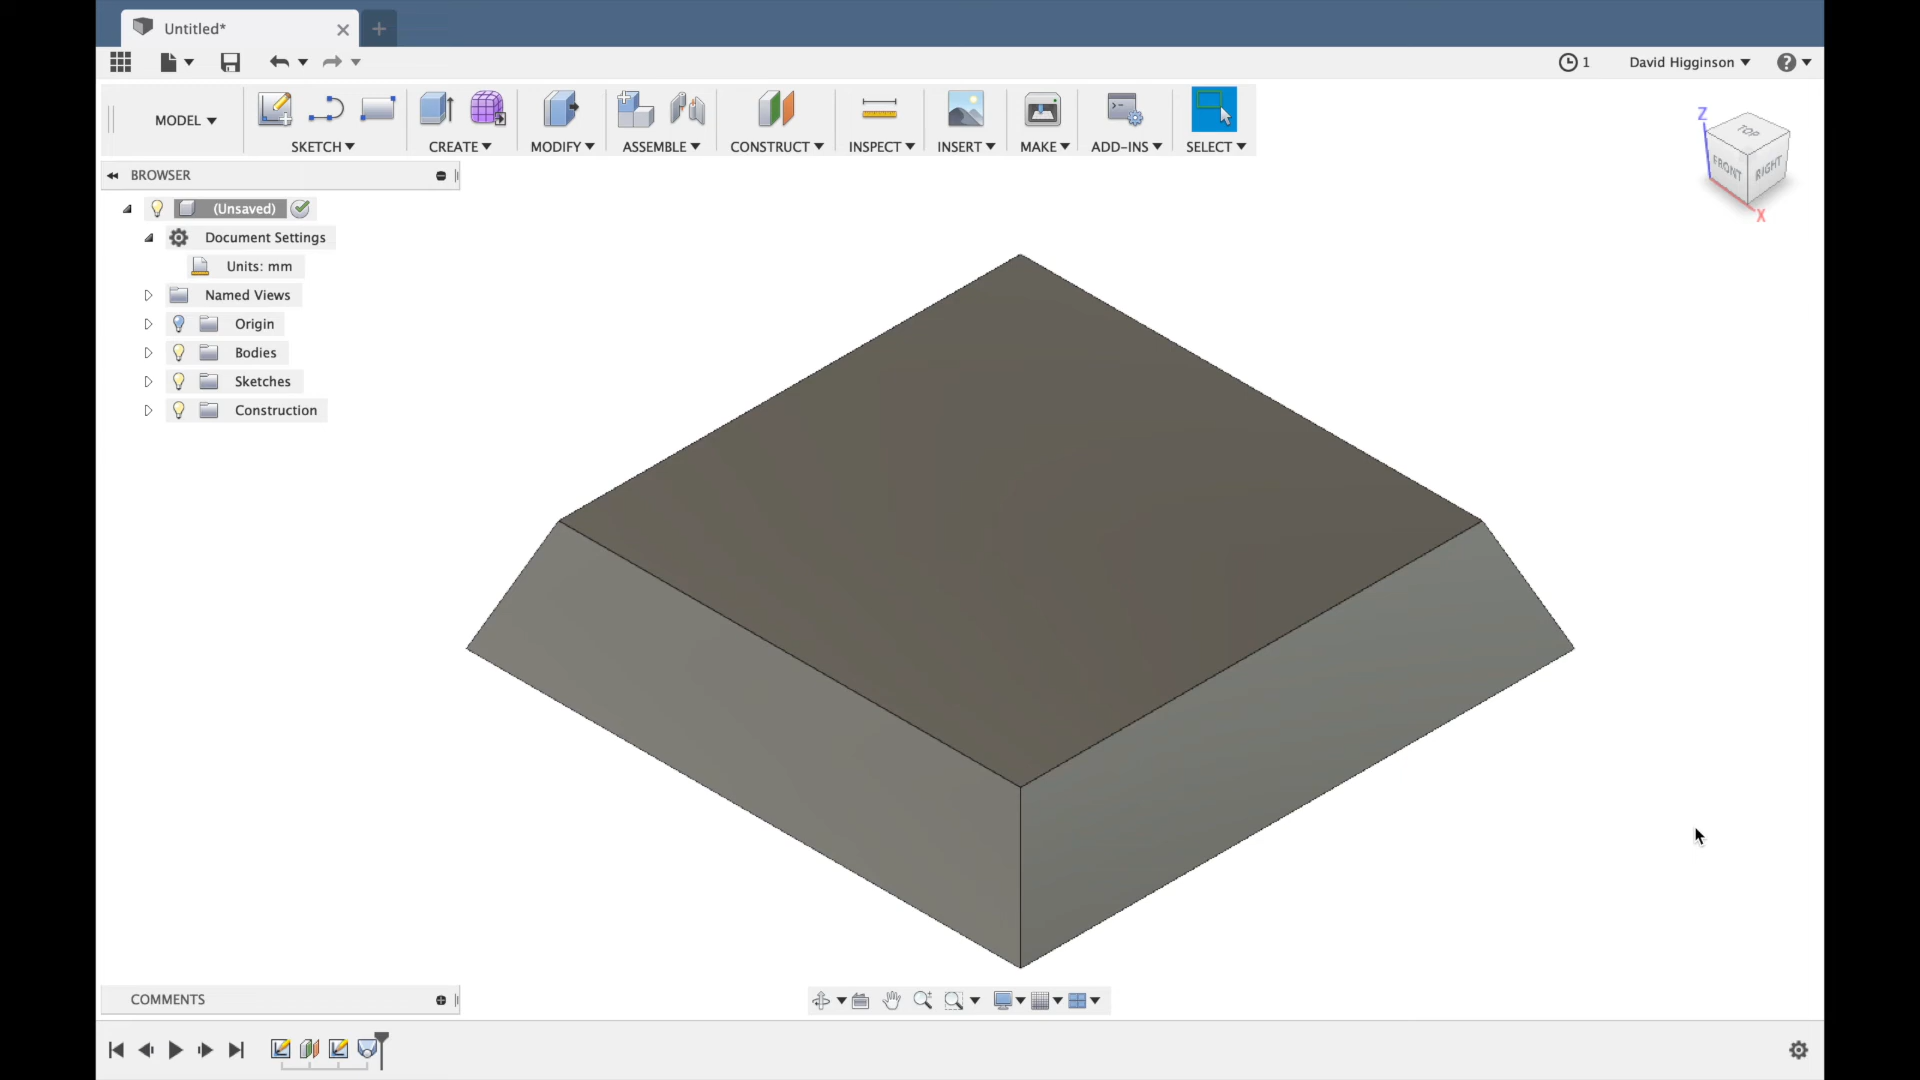 Untitled*
1
David Higginson
MODEL
SKETCH
CREATE
MODIFY
ASSEMBLE
CONSTRUCT
INSPECT
INSERT
MAKE
ADD-INS
SELECT
Z
TOP
FRONT
RIGHT
X
BROWSER
(Unsaved)
Document Settings
Units: mm
Named Views
Origin
Bodies
Sketches
Construction
COMMENTS